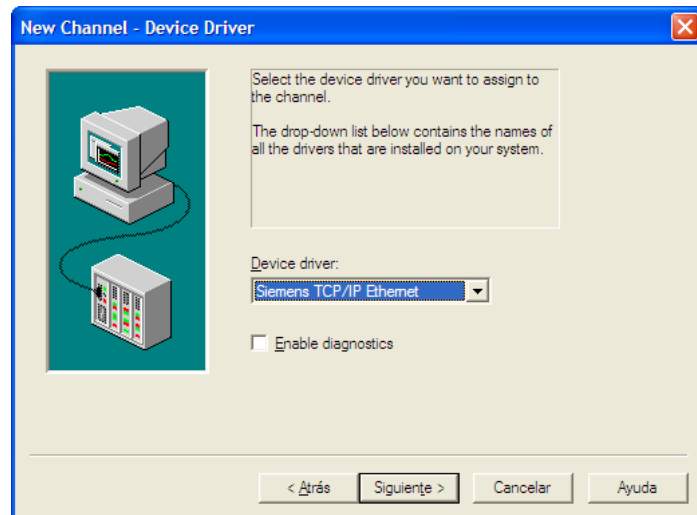 New Channel - Device Driver
Select the device driver you want to assign to
the channel.
The drop-down list below contains the names of
all the drivers that are installed on your system.
Device driver:
Siemens TCP/IP Ethernet
Enable diagnostics
< Atrás
Siguiente >
Cancelar
Ayuda